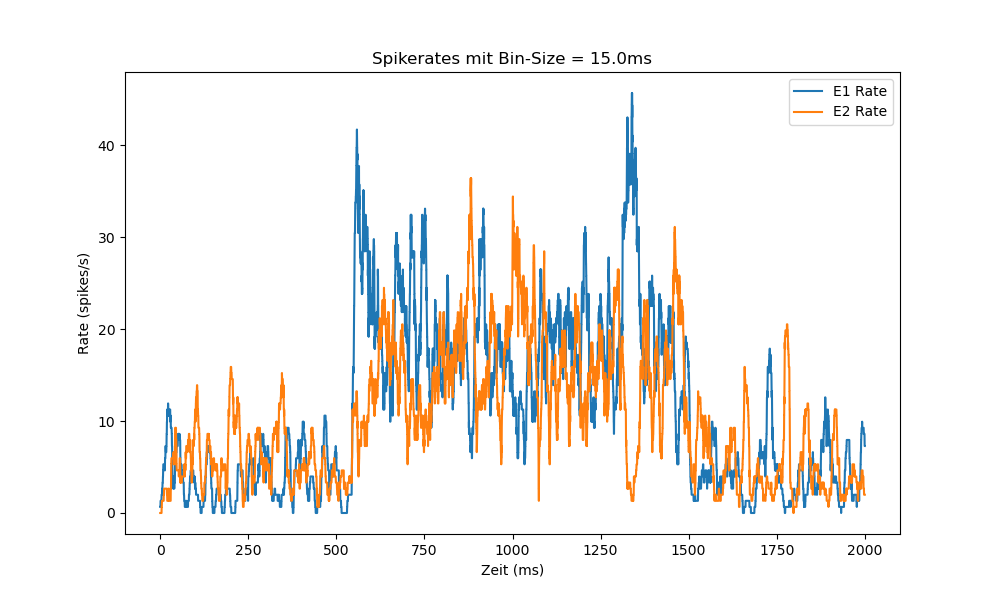 Spikerates mit Bin-Size = 15.0ms
E1 Rate
E2 Rate
Rate (spikes/s)
40
30
20
10
0
0 250 500 750 1000 1250 1500 1750 2000
Zeit (ms)